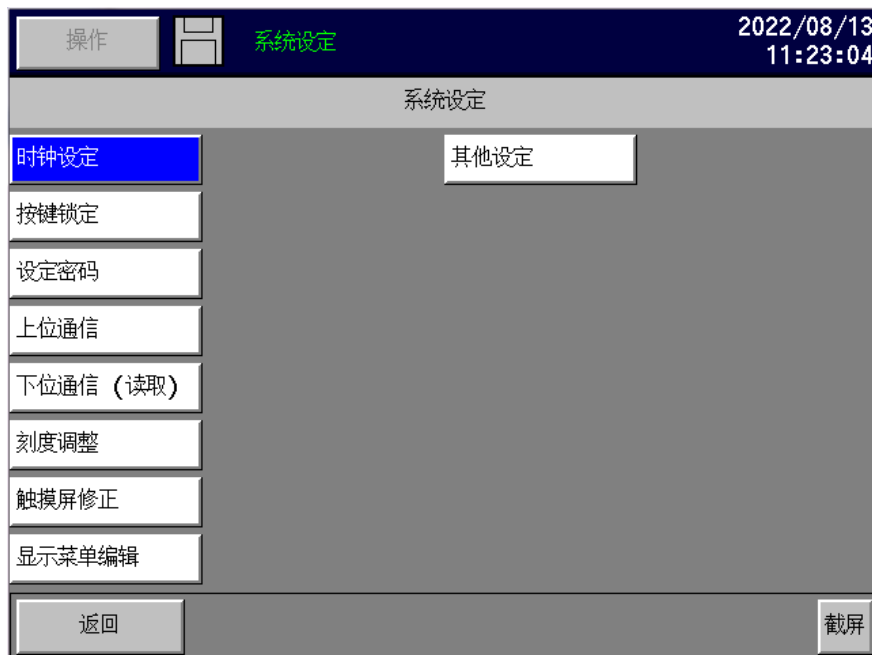 操作
系统设定
2022/08/13
11:23:04
系统设定
时钟设定
其他设定
按键锁定
设定密码
上位通信
下位通信 (读取)
刻度调整
触摸屏修正
显示菜单编辑
返回
截屏